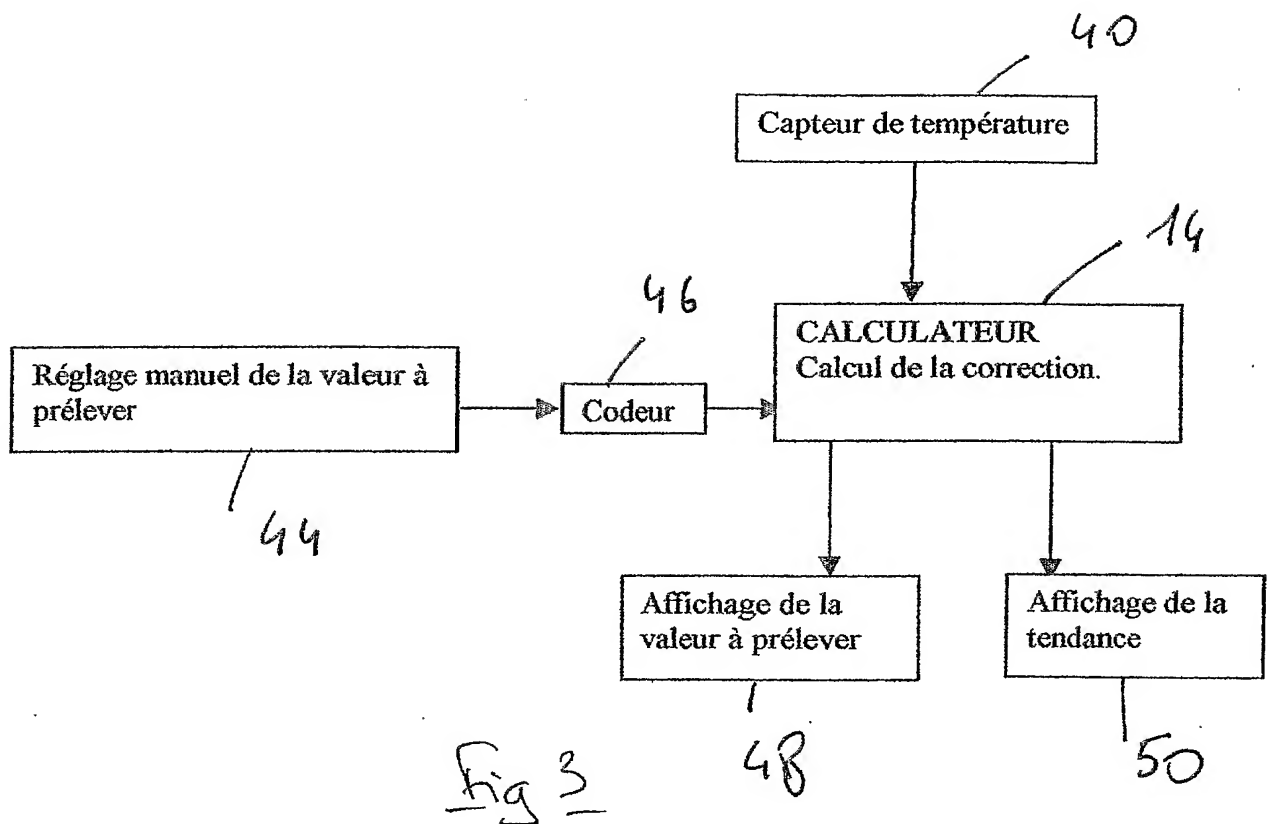 40
Capteur de température
14
46
CALCULATEUR
Calcul de la correction.
Réglage manuel de la valeur à
prélever
Codeur
44
Affichage de la
valeur à prélever
Affichage de la
tendance
48
50
Fig 3